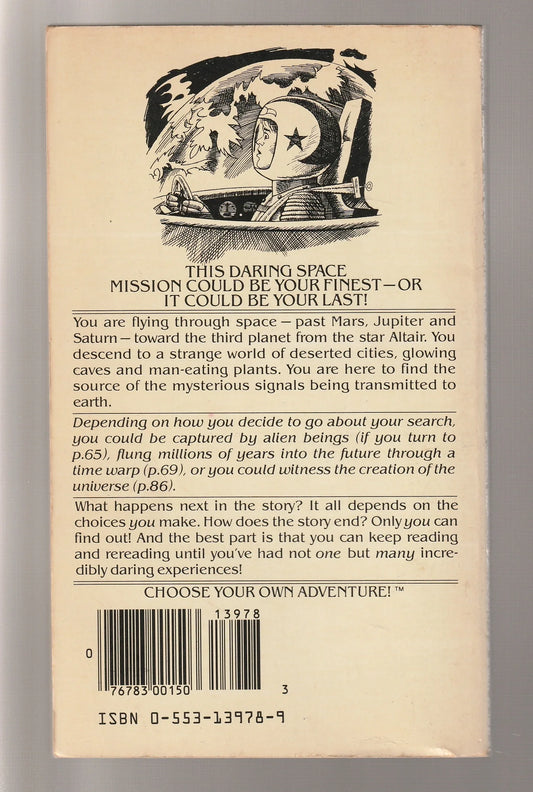 THIS DARING SPACE
MISSION COULD BE YOUR FINEST—OR
IT COULD BE YOUR LAST!
You are flying through space — past Mars, Jupiter and
Saturn — toward the third planet from the star Altair. You
descend to a strange world of deserted cities, glowing
caves and man-eating plants. You are here to find the
source of the mysterious signals being transmitted to
earth.
Depending on how you decide to go about your search,
you could be captured by alien beings (if you turn to
p.65), flung millions of years into the future through a
time warp (p.69), or you could witness the creation of the
universe (p.86).
What happens next in the story? It all depends on the
choices you make. How does the story end? Only you can
find out! And the best part is that you can keep reading
and rereading until you've had not one but many incre-
dibly daring experiences!
CHOOSE YOUR OWN ADVENTURE! ™
13978
0 76783 00150 3
ISBN 0-553-13978-9